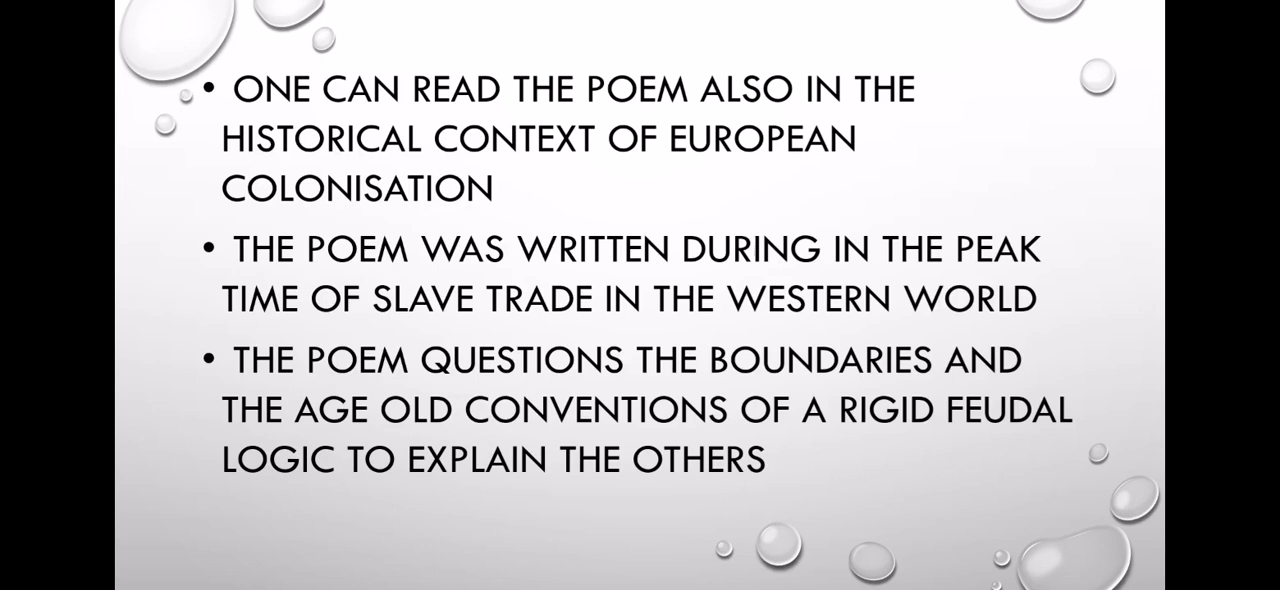 • ONE CAN READ THE POEM ALSO IN THE
HISTORICAL CONTEXT OF EUROPEAN
COLONISATION
• THE POEM WAS WRITTEN DURING IN THE PEAK
TIME OF SLAVE TRADE IN THE WESTERN WORLD
• THE POEM QUESTIONS THE BOUNDARIES AND
THE AGE OLD CONVENTIONS OF A RIGID FEUDAL
LOGIC TO EXPLAIN THE OTHERS